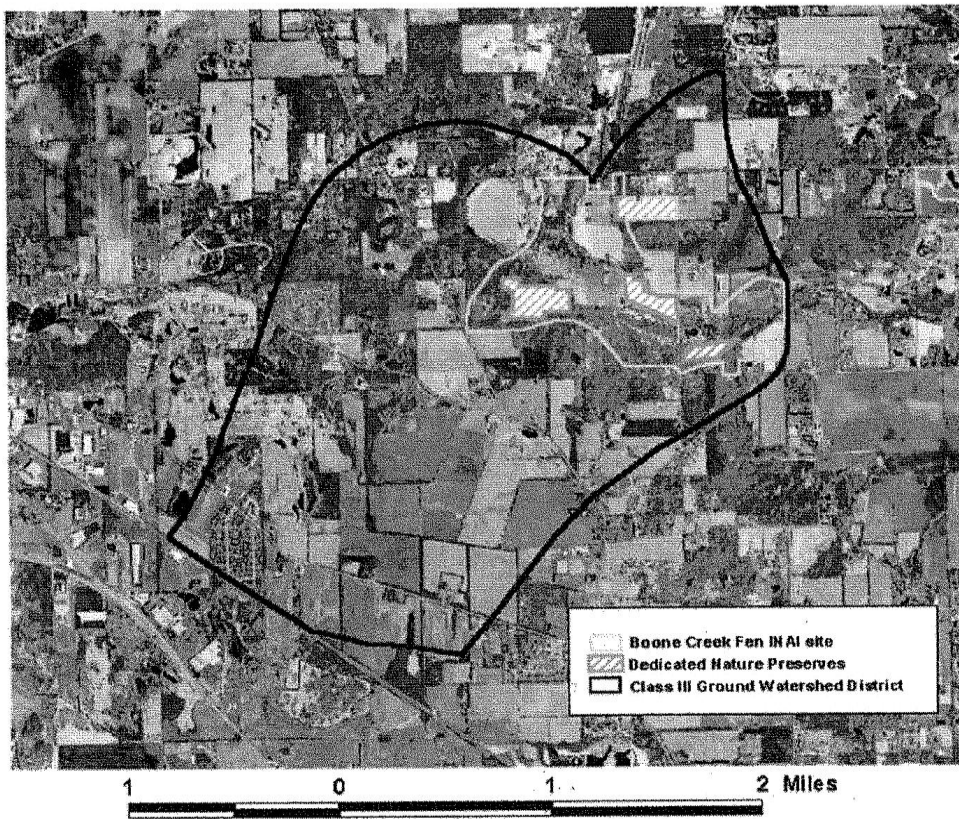 Boone Creek Fen INAI site
Dedicated Nature Preserves
Class III Ground Watershed District
1 0 1 2 Miles